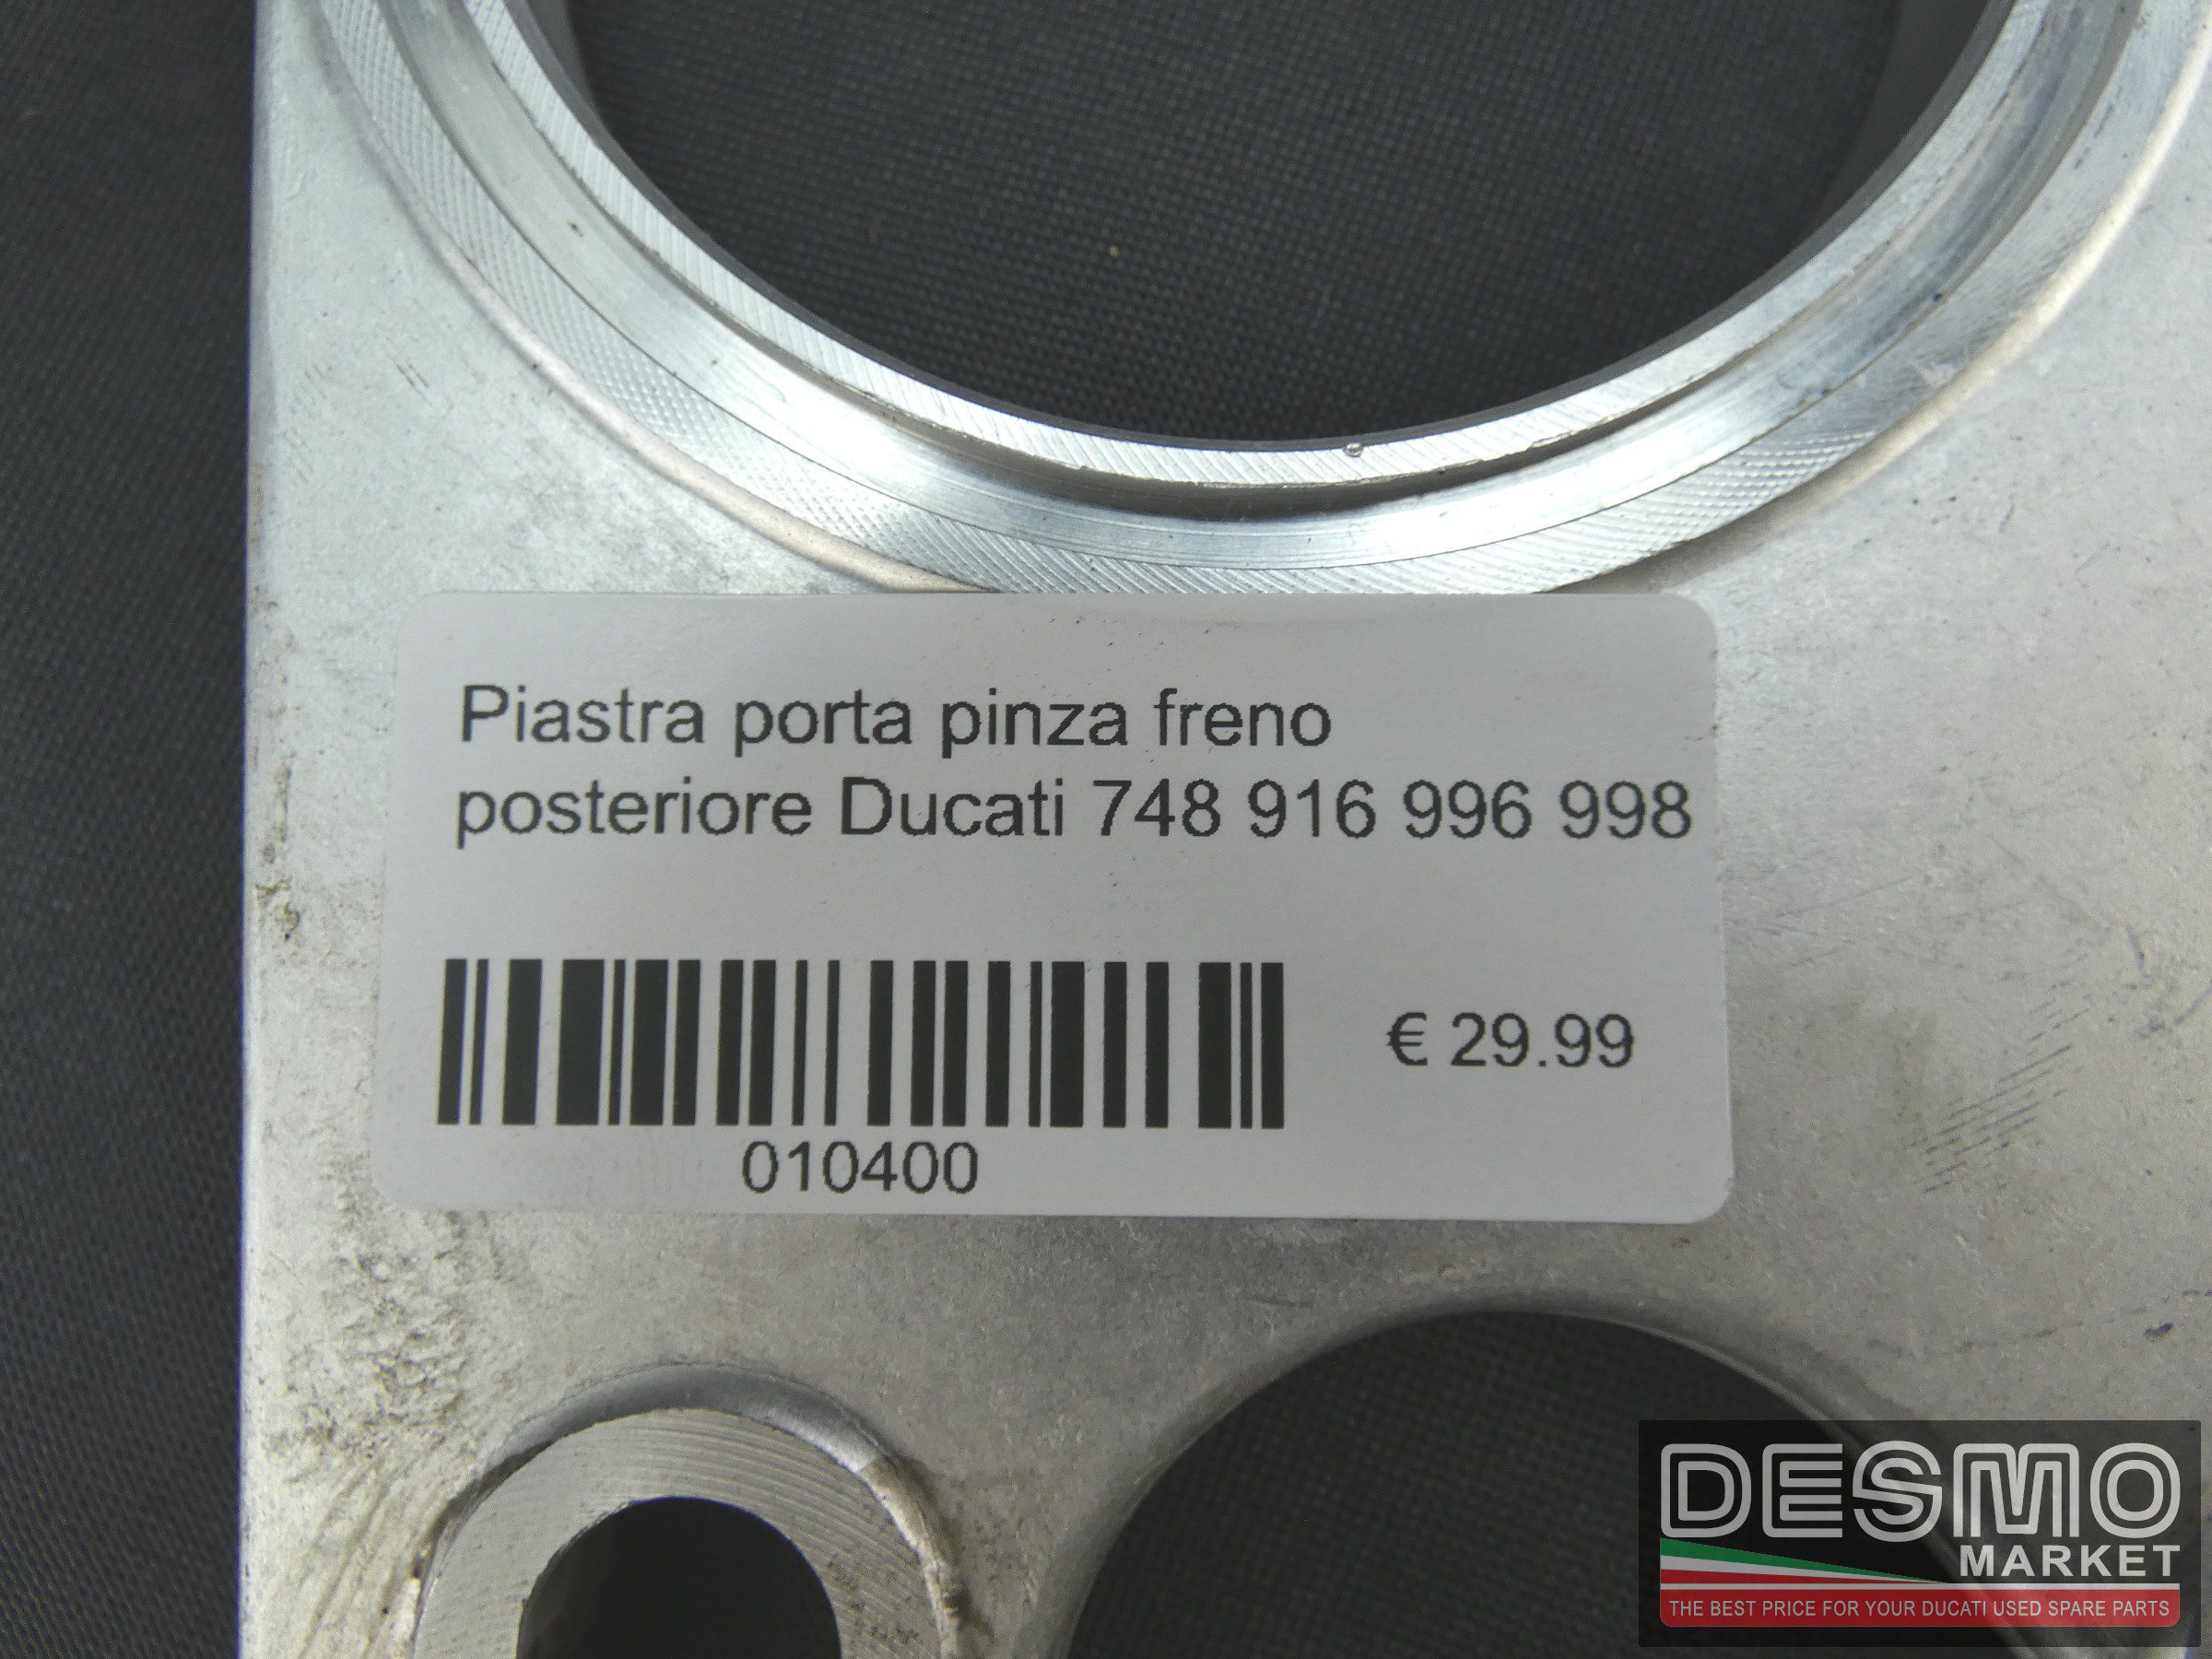 Piastra porta pinza freno
posteriore Ducati 748 916 996 998
€ 29.99
010400
DESMO
MARKET
THE BEST PRICE FOR YOUR DUCATI USED SPARE PARTS